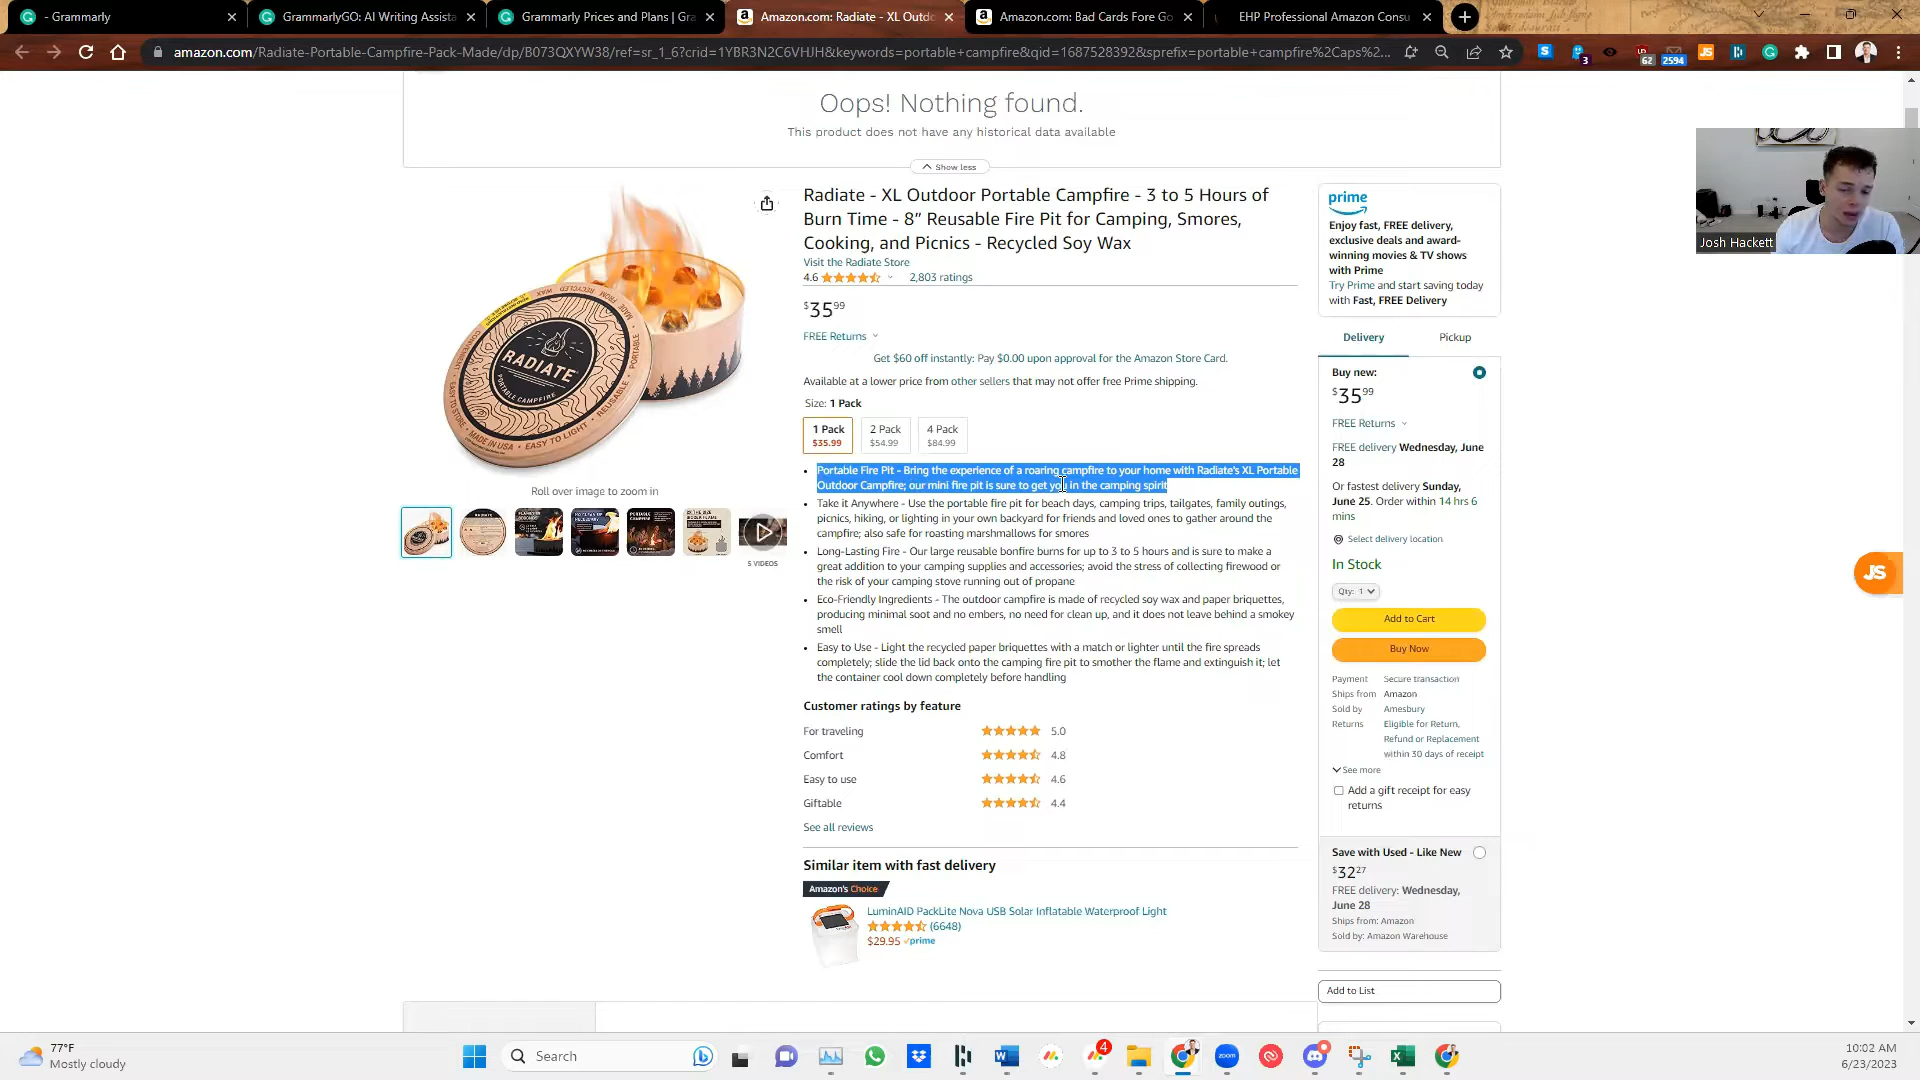 - Grammarly
GrammarlyGO: AI Writing Assista
Grammarly Prices and Plans | Gra
Amazon.com: Radiate - XL Outdo
Amazon.com: Bad Cards Fore Go
EHP Professional Amazon Consu
amazon.com/Radiate-Portable-Campfire-Pack-Made/dp/B073QXYW38/ref=sr_1_6?crid=1YBR3N2C6VHJH&keywords=portable+campfire&qid=1687528392&sprefix=portable+campfire%2Caps%2...
3
62
2594
JS
Oops! Nothing found.
This product does not have any historical data available
Show less
Josh Hackett
RADIATE
PORTABLE CAMPFIRE
MADE IN USA • EASY TO LIGHT • REUSABLE • PORTABLE
CONVENIENT • EASY TO STORE
MADE FROM RECYCLED WAX
Roll over image to zoom in
5 VIDEOS
Radiate - XL Outdoor Portable Campfire - 3 to 5 Hours of
Burn Time - 8” Reusable Fire Pit for Camping, Smores,
Cooking, and Picnics - Recycled Soy Wax
Visit the Radiate Store
4.6
2,803 ratings
$35 99
FREE Returns
Get $60 off instantly: Pay $0.00 upon approval for the Amazon Store Card.
Available at a lower price from other sellers that may not offer free Prime shipping.
Size: 1 Pack
1 Pack
$35.99
2 Pack
$54.99
4 Pack
$84.99
• Portable Fire Pit - Bring the experience of a roaring campfire to your home with Radiate's XL Portable
Outdoor Campfire; our mini fire pit is sure to get you in the camping spirit
• Take it Anywhere - Use the portable fire pit for beach days, camping trips, tailgates, family outings,
picnics, hiking, or lighting in your own backyard for friends and loved ones to gather around the
campfire; also safe for roasting marshmallows for smores
• Long-Lasting Fire - Our large reusable bonfire burns for up to 3 to 5 hours and is sure to make a
great addition to your camping supplies and accessories; avoid the stress of collecting firewood or
the risk of your camping stove running out of propane
• Eco-Friendly Ingredients - The outdoor campfire is made of recycled soy wax and paper briquettes,
producing minimal soot and no embers, no need for clean up, and it does not leave behind a smokey
smell
• Easy to Use - Light the recycled paper briquettes with a match or lighter until the fire spreads
completely; slide the lid back onto the camping fire pit to smother the flame and extinguish it; let
the container cool down completely before handling
Customer ratings by feature
For traveling 5.0
Comfort 4.8
Easy to use 4.6
Giftable 4.4
See all reviews
Similar item with fast delivery
Amazon's Choice
LuminAID PackLite Nova USB Solar Inflatable Waterproof Light
(6648)
$29.95 prime
prime
Enjoy fast, FREE delivery,
exclusive deals and award-
winning movies & TV shows
with Prime
Try Prime and start saving today
with Fast, FREE Delivery
Delivery
Pickup
Buy new:
$35 99
FREE Returns
FREE delivery Wednesday, June
28
Or fastest delivery Sunday,
June 25. Order within 14 hrs 6
mins
Select delivery location
In Stock
Qty: 1
Add to Cart
Buy Now
Payment Secure transaction
Ships from Amazon
Sold by Amesbury
Returns Eligible for Return,
Refund or Replacement
within 30 days of receipt
See more
Add a gift receipt for easy
returns
Save with Used - Like New
$32 27
FREE delivery: Wednesday,
June 28
Ships from: Amazon
Sold by: Amazon Warehouse
Add to List
JS
77°F
Mostly cloudy
Search
4
zoom
10:02 AM
6/23/2023